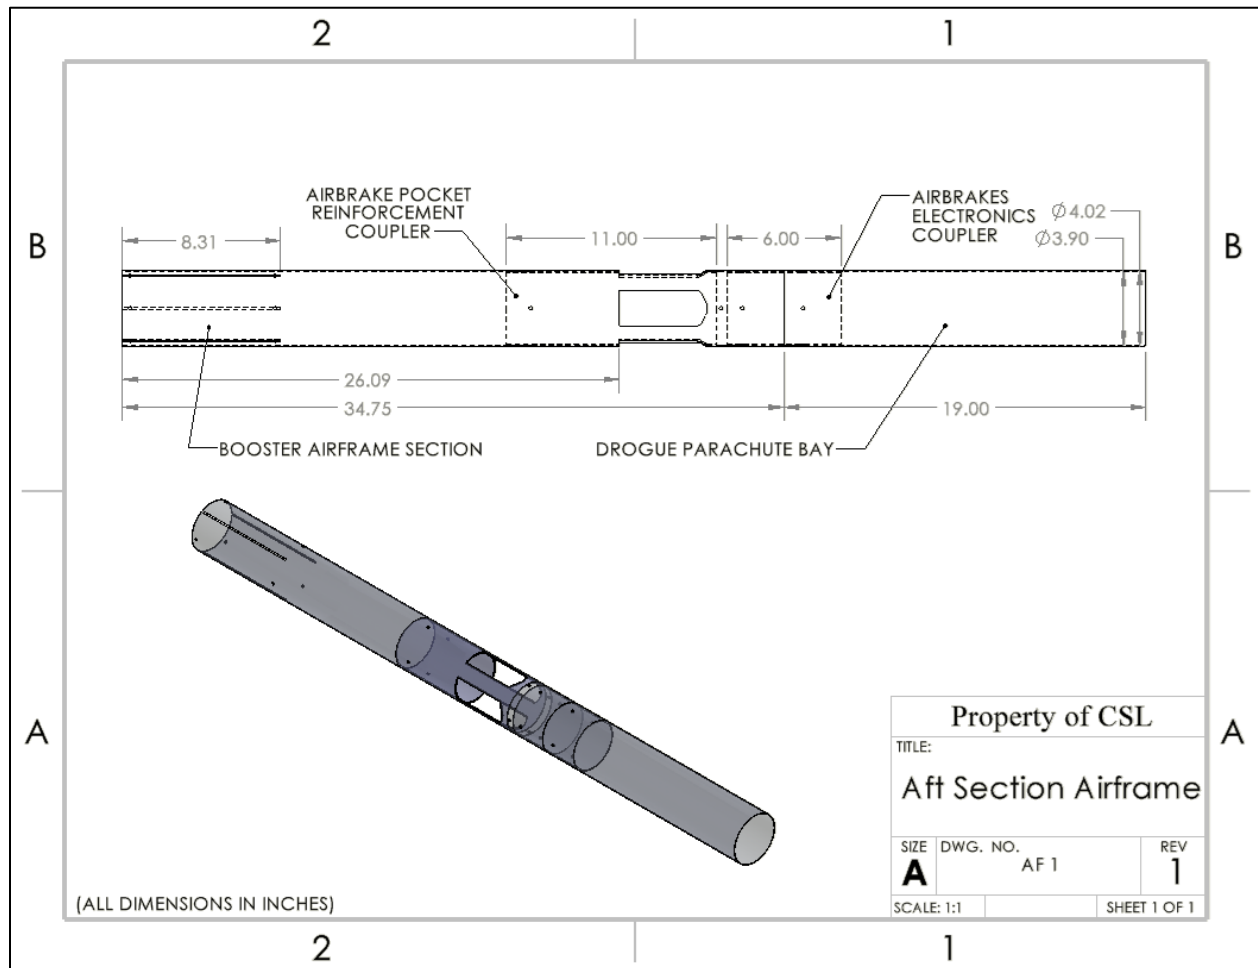 2
1
B
B
AIRBRAKE POCKET
REINFORCEMENT
COUPLER
AIRBRAKES
ELECTRONICS
COUPLER
∅4.02
∅3.90
8.31
11.00
6.00
26.09
34.75
19.00
BOOSTER AIRFRAME SECTION
DROGUE PARACHUTE BAY
A
A
Property of CSL
TITLE:
Aft Section Airframe
SIZE
A
DWG. NO.
AF 1
REV
1
SCALE: 1:1
SHEET 1 OF 1
(ALL DIMENSIONS IN INCHES)
2
1